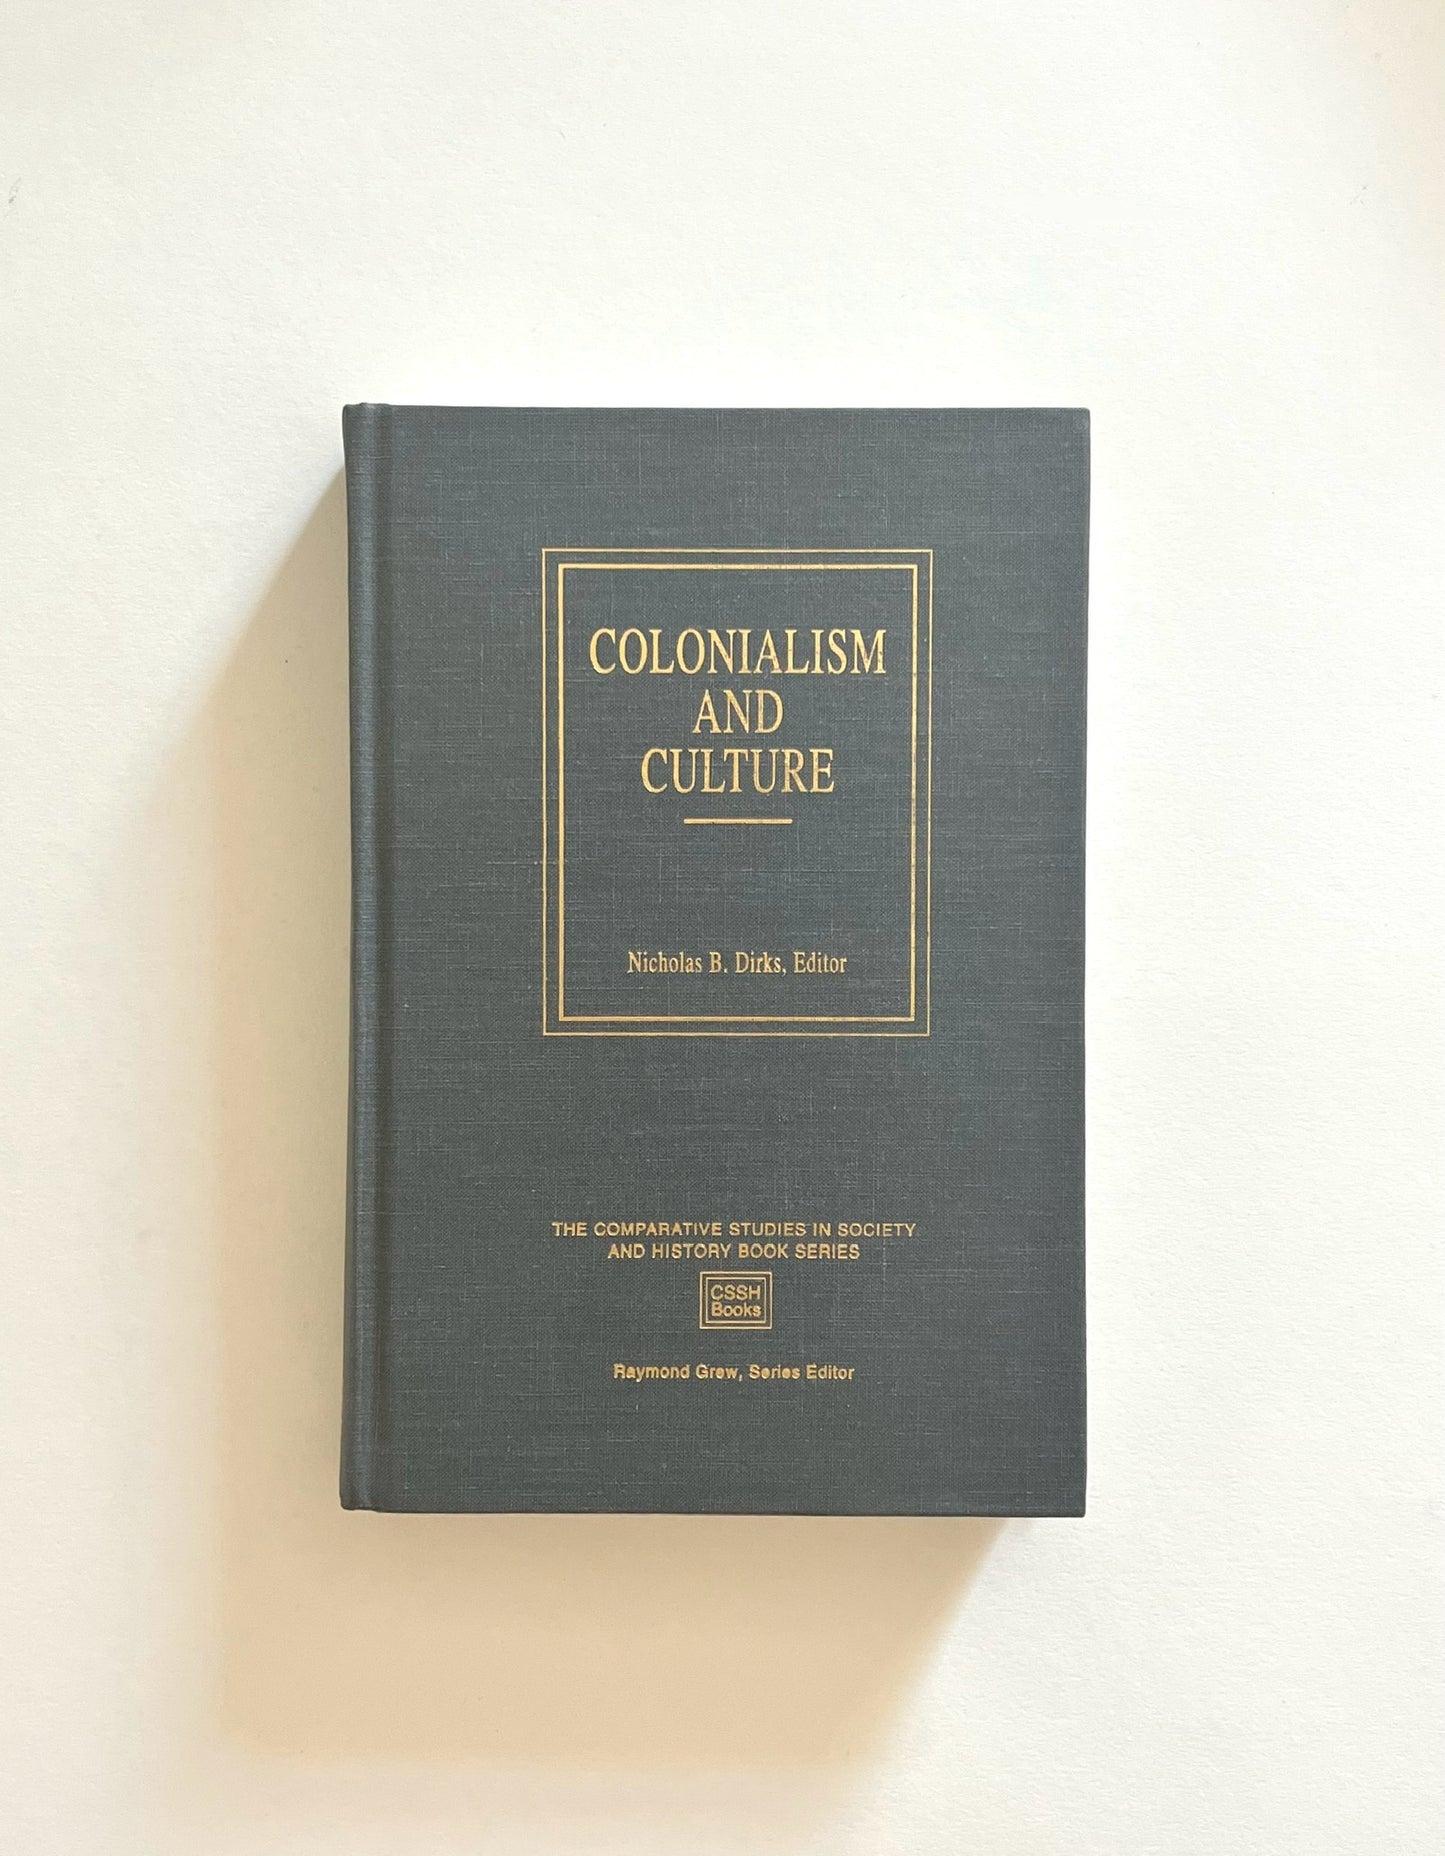 COLONIALISM
AND
CULTURE
Nicholas B. Dirks, Editor
THE COMPARATIVE STUDIES IN SOCIETY
AND HISTORY BOOK SERIES
CSSH
Books
Raymond Grew, Series Editor